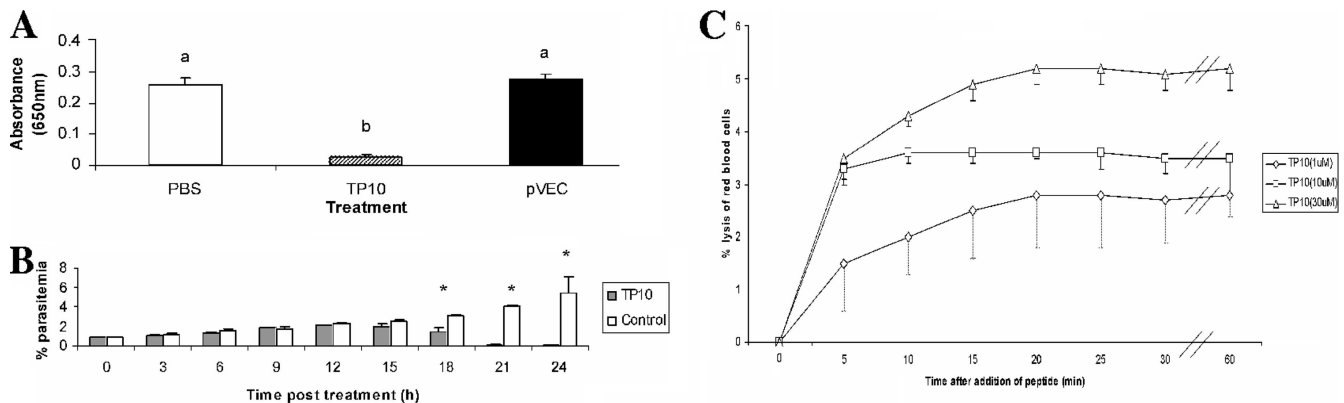 A
0.4
0.3
0.2
0.1
0
Absorbance
(650nm)
a
b
a
PBS
TP10
pVEC
Treatment
B
8
6
4
2
0
% parasitemia
*
*
*
TP10
Control
0
3
6
9
12
15
18
21
24
Time post treatment (h)
C
6
5
4
3
2
1
0
% lysis of red blood cells
TP10(1uM)
TP10(10uM)
TP10(30uM)
0
5
10
15
20
25
30
60
Time after addition of peptide (min)